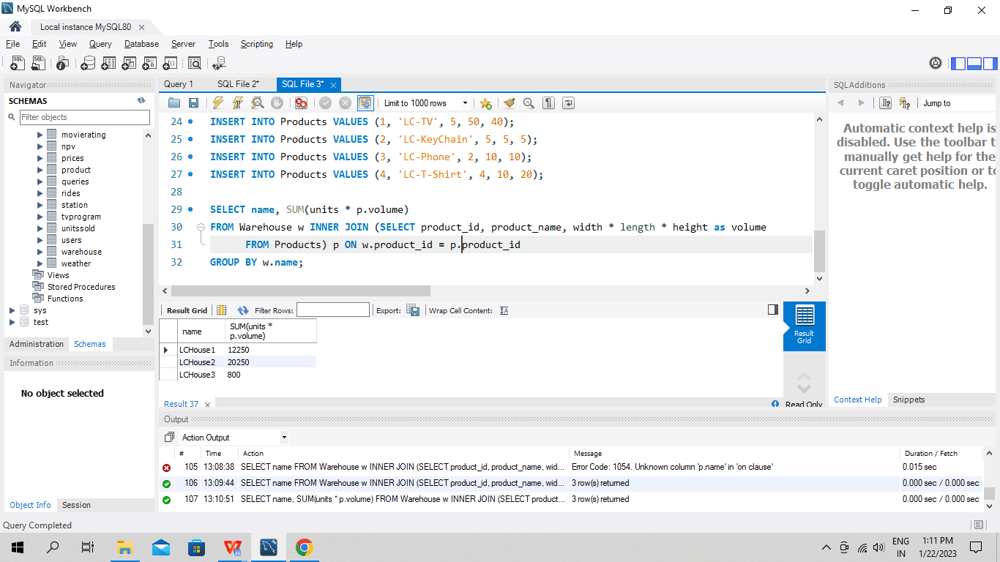 MySQL Workbench
Local instance MySQL80
File Edit View Query Database Server Tools Scripting Help
Navigator
SCHEMAS
Filter objects
movierating
npv
prices
product
queries
rides
station
tvprogram
unitssold
users
warehouse
weather
Views
Stored Procedures
Functions
sys
test
Administration Schemas
Information
No object selected
Object Info Session
Query 1 SQL File 2* SQL File 3*
Limit to 1000 rows
24 INSERT INTO Products VALUES (1, 'LC-TV', 5, 50, 40);
25 INSERT INTO Products VALUES (2, 'LC-KeyChain', 5, 5, 5);
26 INSERT INTO Products VALUES (3, 'LC-Phone', 2, 10, 10);
27 INSERT INTO Products VALUES (4, 'LC-T-Shirt', 4, 10, 20);
28
29 SELECT name, SUM(units * p.volume)
30 FROM Warehouse w INNER JOIN (SELECT product_id, product_name, width * length * height as volume
31 FROM Products) p ON w.product_id = p.product_id
32 GROUP BY w.name;
Result Grid Filter Rows: Export: Wrap Cell Content:
name SUM(units * p.volume)
LCHouse1 12250
LCHouse2 20250
LCHouse3 800
Result Grid
Result 37
Read Only
Output
Action Output
# Time Action Message Duration / Fetch
105 13:08:38 SELECT name FROM Warehouse w INNER JOIN (SELECT product_id, product_name, wid... Error Code: 1054. Unknown column 'p.name' in 'on clause' 0.015 sec
106 13:09:44 SELECT name FROM Warehouse w INNER JOIN (SELECT product_id, product_name, wid... 3 row(s) returned 0.000 sec / 0.000 sec
107 13:10:51 SELECT name, SUM(units * p.volume) FROM Warehouse w INNER JOIN (SELECT product... 3 row(s) returned 0.000 sec / 0.000 sec
SQLAdditions
Jump to
Automatic context help is
disabled. Use the toolbar t
manually get help for the
current caret position or to
toggle automatic help.
Context Help Snippets
Query Completed
ENG
IN
1:11 PM
1/22/2023